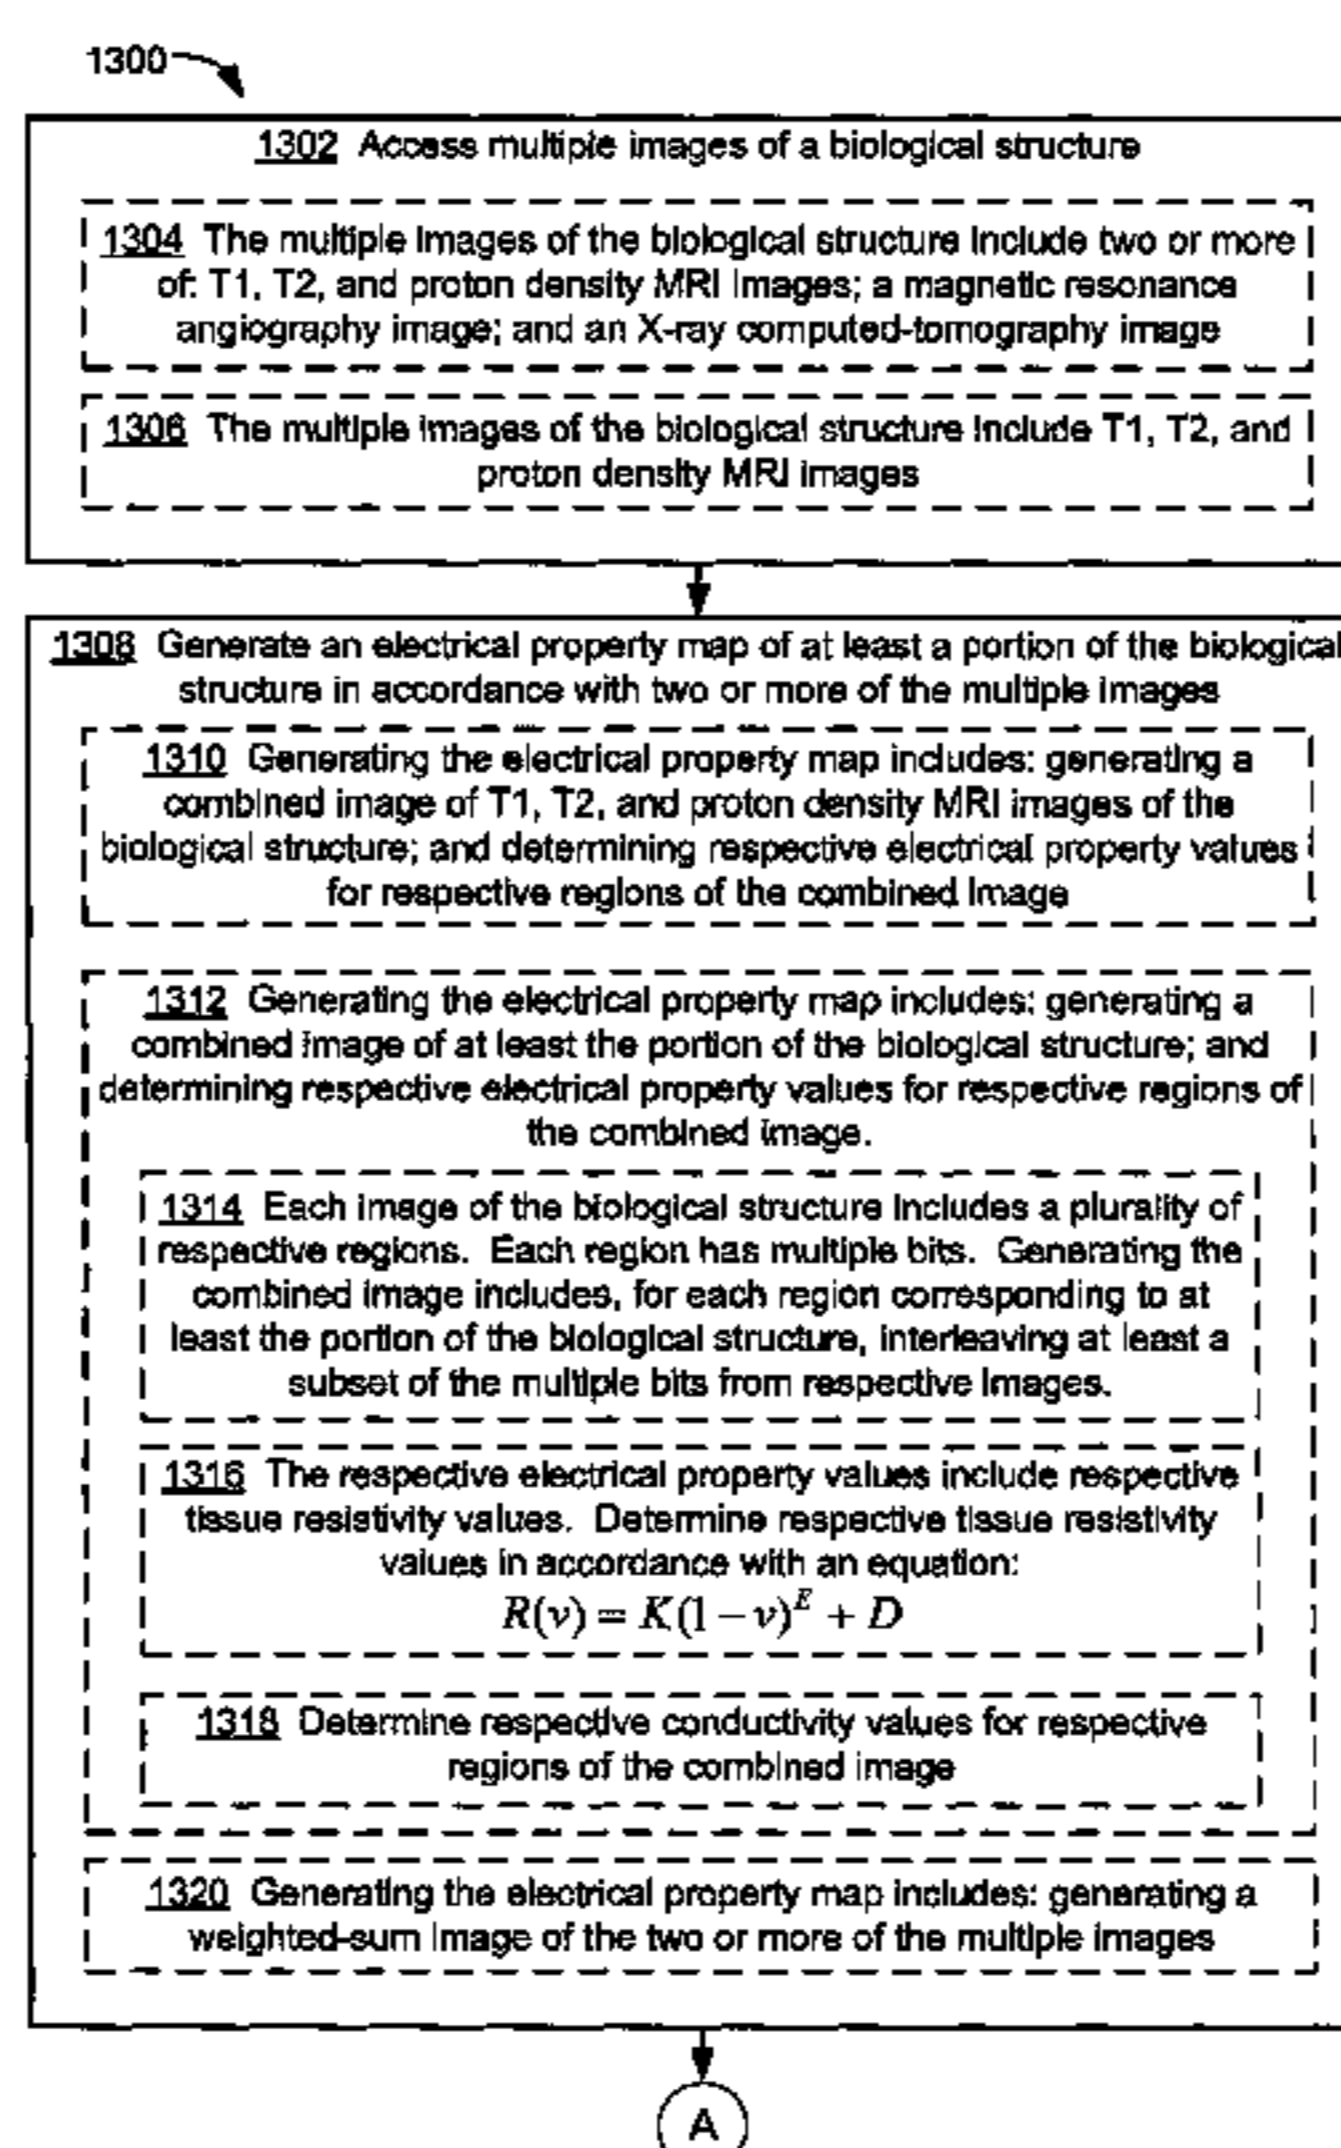 1300
1302 Access multiple images of a biological structure
1304 The multiple images of the biological structure include two or more
of: T1, T2, and proton density MRI images; a magnetic resonance
angiography image; and an X-ray computed-tomography image
1306 The multiple images of the biological structure include T1, T2, and
proton density MRI images
1308 Generate an electrical property map of at least a portion of the biological
structure in accordance with two or more of the multiple images
1310 Generating the electrical property map includes: generating a
combined image of T1, T2, and proton density MRI images of the
biological structure; and determining respective electrical property values
for respective regions of the combined image
1312 Generating the electrical property map includes: generating a
combined image of at least the portion of the biological structure; and
determining respective electrical property values for respective regions of
the combined image.
1314 Each image of the biological structure includes a plurality of
respective regions. Each region has multiple bits. Generating the
combined image includes, for each region corresponding to at
least the portion of the biological structure, interleaving at least a
subset of the multiple bits from respective images.
1316 The respective electrical property values include respective
tissue resistivity values. Determine respective tissue resistivity
values in accordance with an equation:
R(v) = K(1 – v)^E + D
1318 Determine respective conductivity values for respective
regions of the combined image
1320 Generating the electrical property map includes: generating a
weighted-sum image of the two or more of the multiple images
A